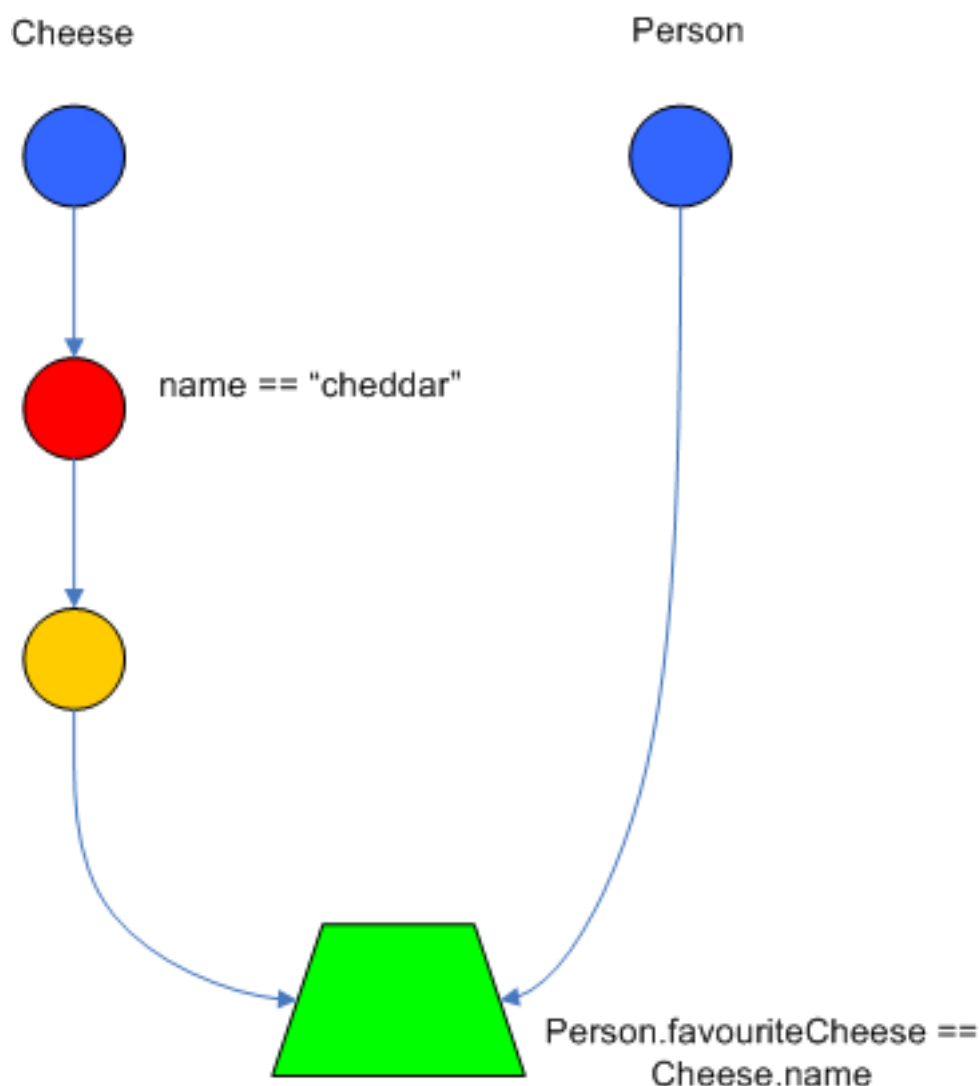 Cheese
Person
name == “cheddar”
Person.favouriteCheese ==
Cheese.name